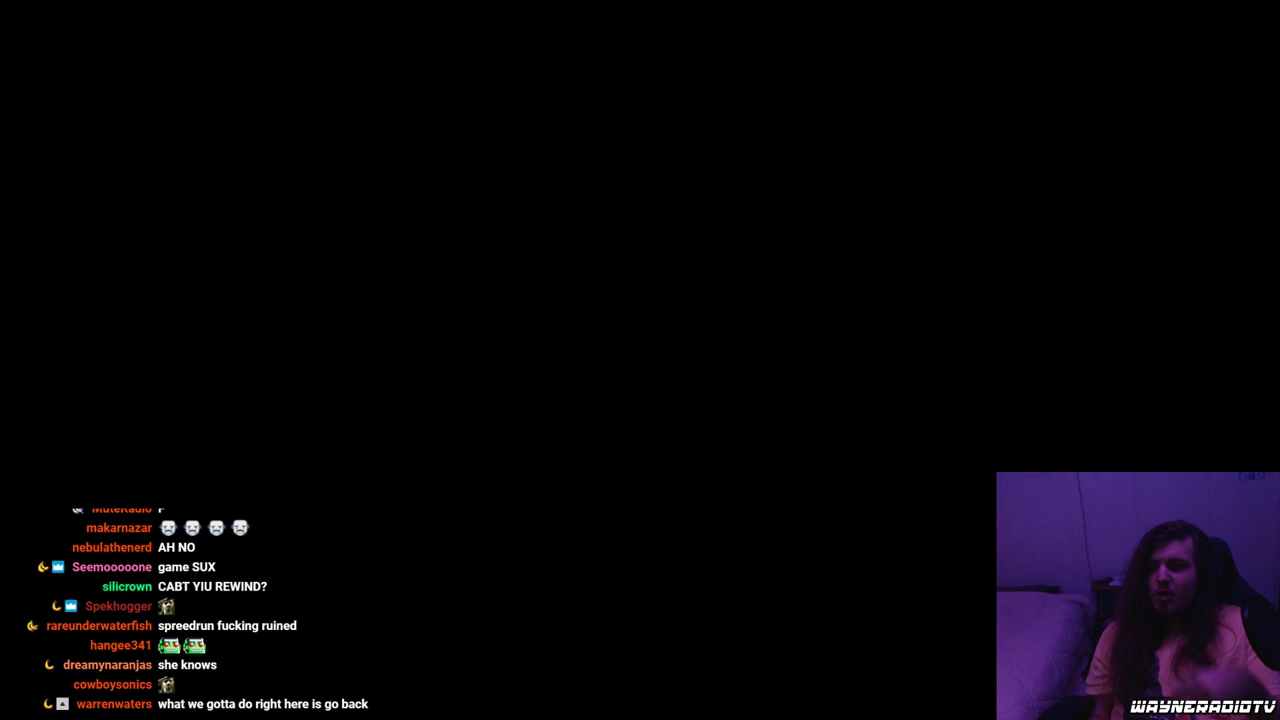 MuteRadio F
makarnazar
nebulathenerd AH NO
Seemooooone game SUX
silicrown CABT YIU REWIND?
Spekhogger
rareunderwaterfish spreedrun fucking ruined
hangee341
dreamynaranjas she knows
cowboysonics
warrenwaters what we gotta do right here is go back
WAYNERADIOTV